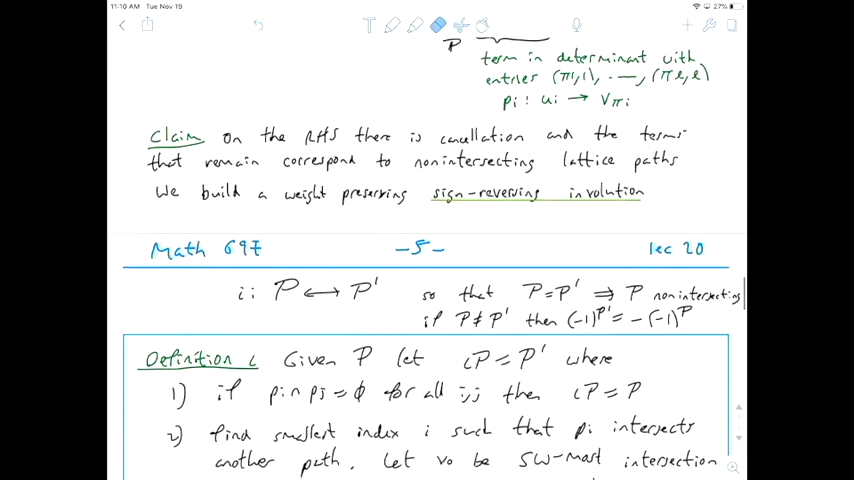 11:10 AM Tue Nov 19
27%
P
term in determinant with
entries (π1,1), ..., (πℓ,ℓ)
pi : ui → vπi
Claim On the RHS there is cancellation and the terms
that remain correspond to nonintersecting lattice paths
We build a weight preserving sign-reversing involution
Math 697 -5- lec 20
i: P ↔ P' so that P=P' ⇒ P nonintersecting
if P≠P' then (-1)^P' = -(-1)^P
Definition ι Given P let ιP = P' where
1) if pi∩pj = ∅ for all i,j then ιP = P
2) find smallest index i such that pi intersects
another path. Let v0 be SW-most intersection